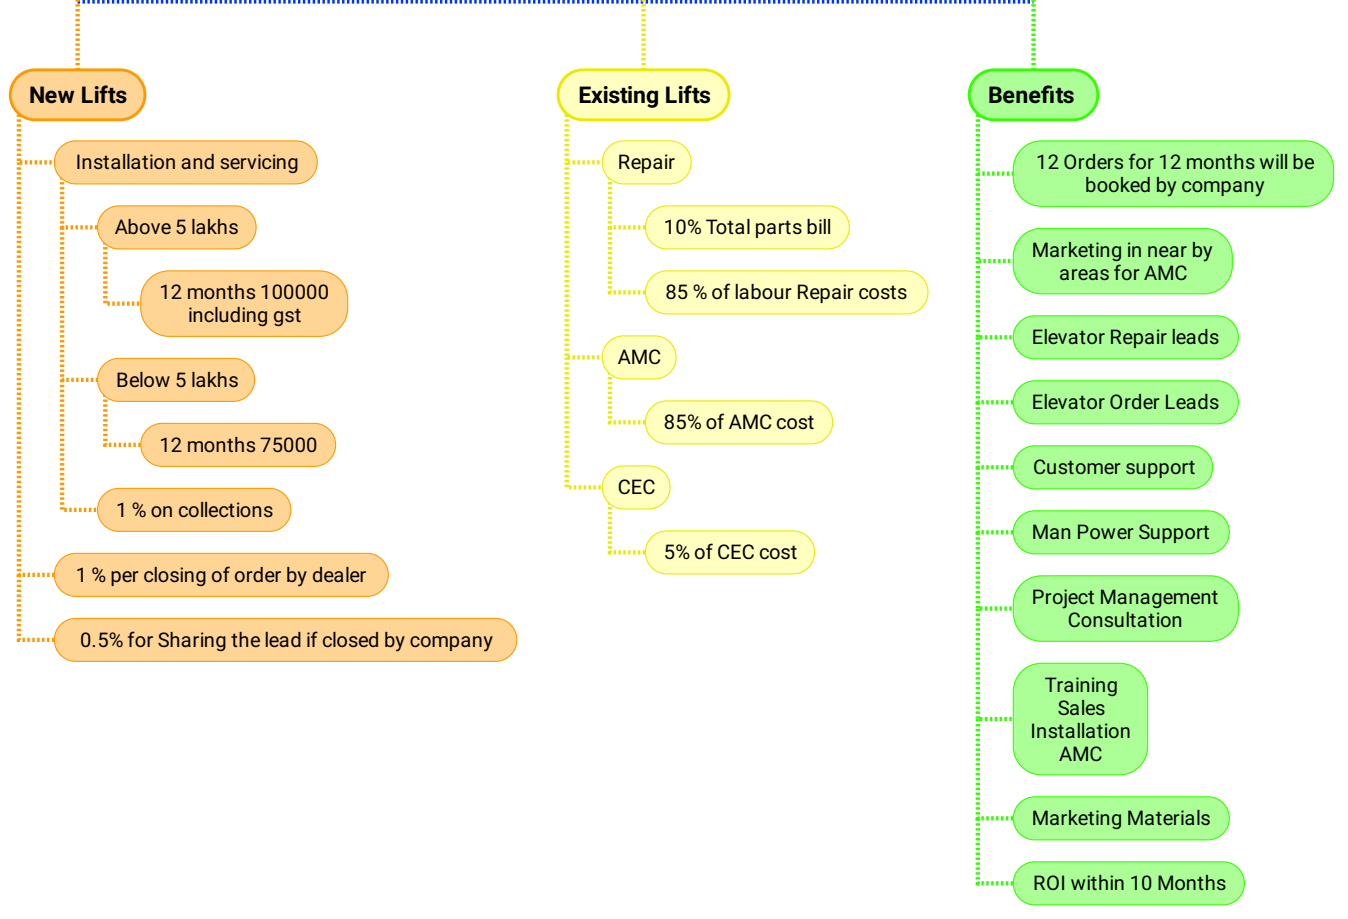 New Lifts
Installation and servicing
Above 5 lakhs
12 months 100000
including gst
Below 5 lakhs
12 months 75000
1 % on collections
1 % per closing of order by dealer
0.5% for Sharing the lead if closed by company
Existing Lifts
Repair
10% Total parts bill
85 % of labour Repair costs
AMC
85% of AMC cost
CEC
5% of CEC cost
Benefits
12 Orders for 12 months will be
booked by company
Marketing in near by
areas for AMC
Elevator Repair leads
Elevator Order Leads
Customer support
Man Power Support
Project Management
Consultation
Training
Sales
Installation
AMC
Marketing Materials
ROI within 10 Months